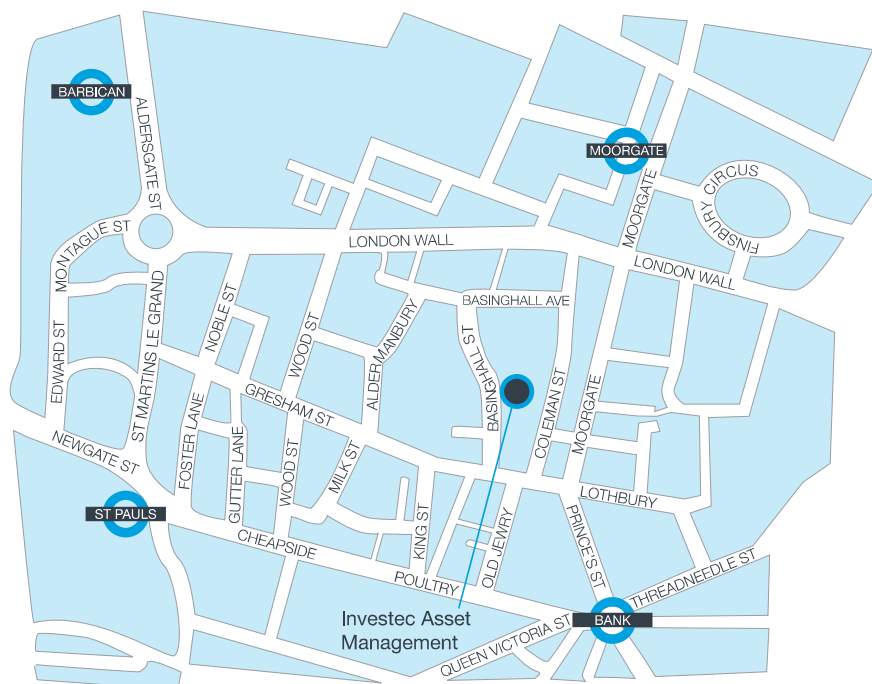 BARBICAN
ALDERSGATE ST
MOORGATE
FINSBURY CIRCUS
MOORGATE
MONTAGUE ST
LONDON WALL
LONDON WALL
BASINGHALL AVE
NOBLE ST
WOOD ST
ALDER MANBURY
BASINGHALL ST
EDWARD ST
ST MARTINS LE GRAND
GRESHAM ST
COLEMAN ST
MOORGATE
NEWGATE ST
FOSTER LANE
GUTTER LANE
WOOD ST
MILK ST
LOTHBURY
ST PAULS
CHEAPSIDE
KING ST
OLD JEWRY
PRINCE'S ST
POULTRY
THREADNEEDLE ST
BANK
Investec Asset
Management
QUEEN VICTORIA ST